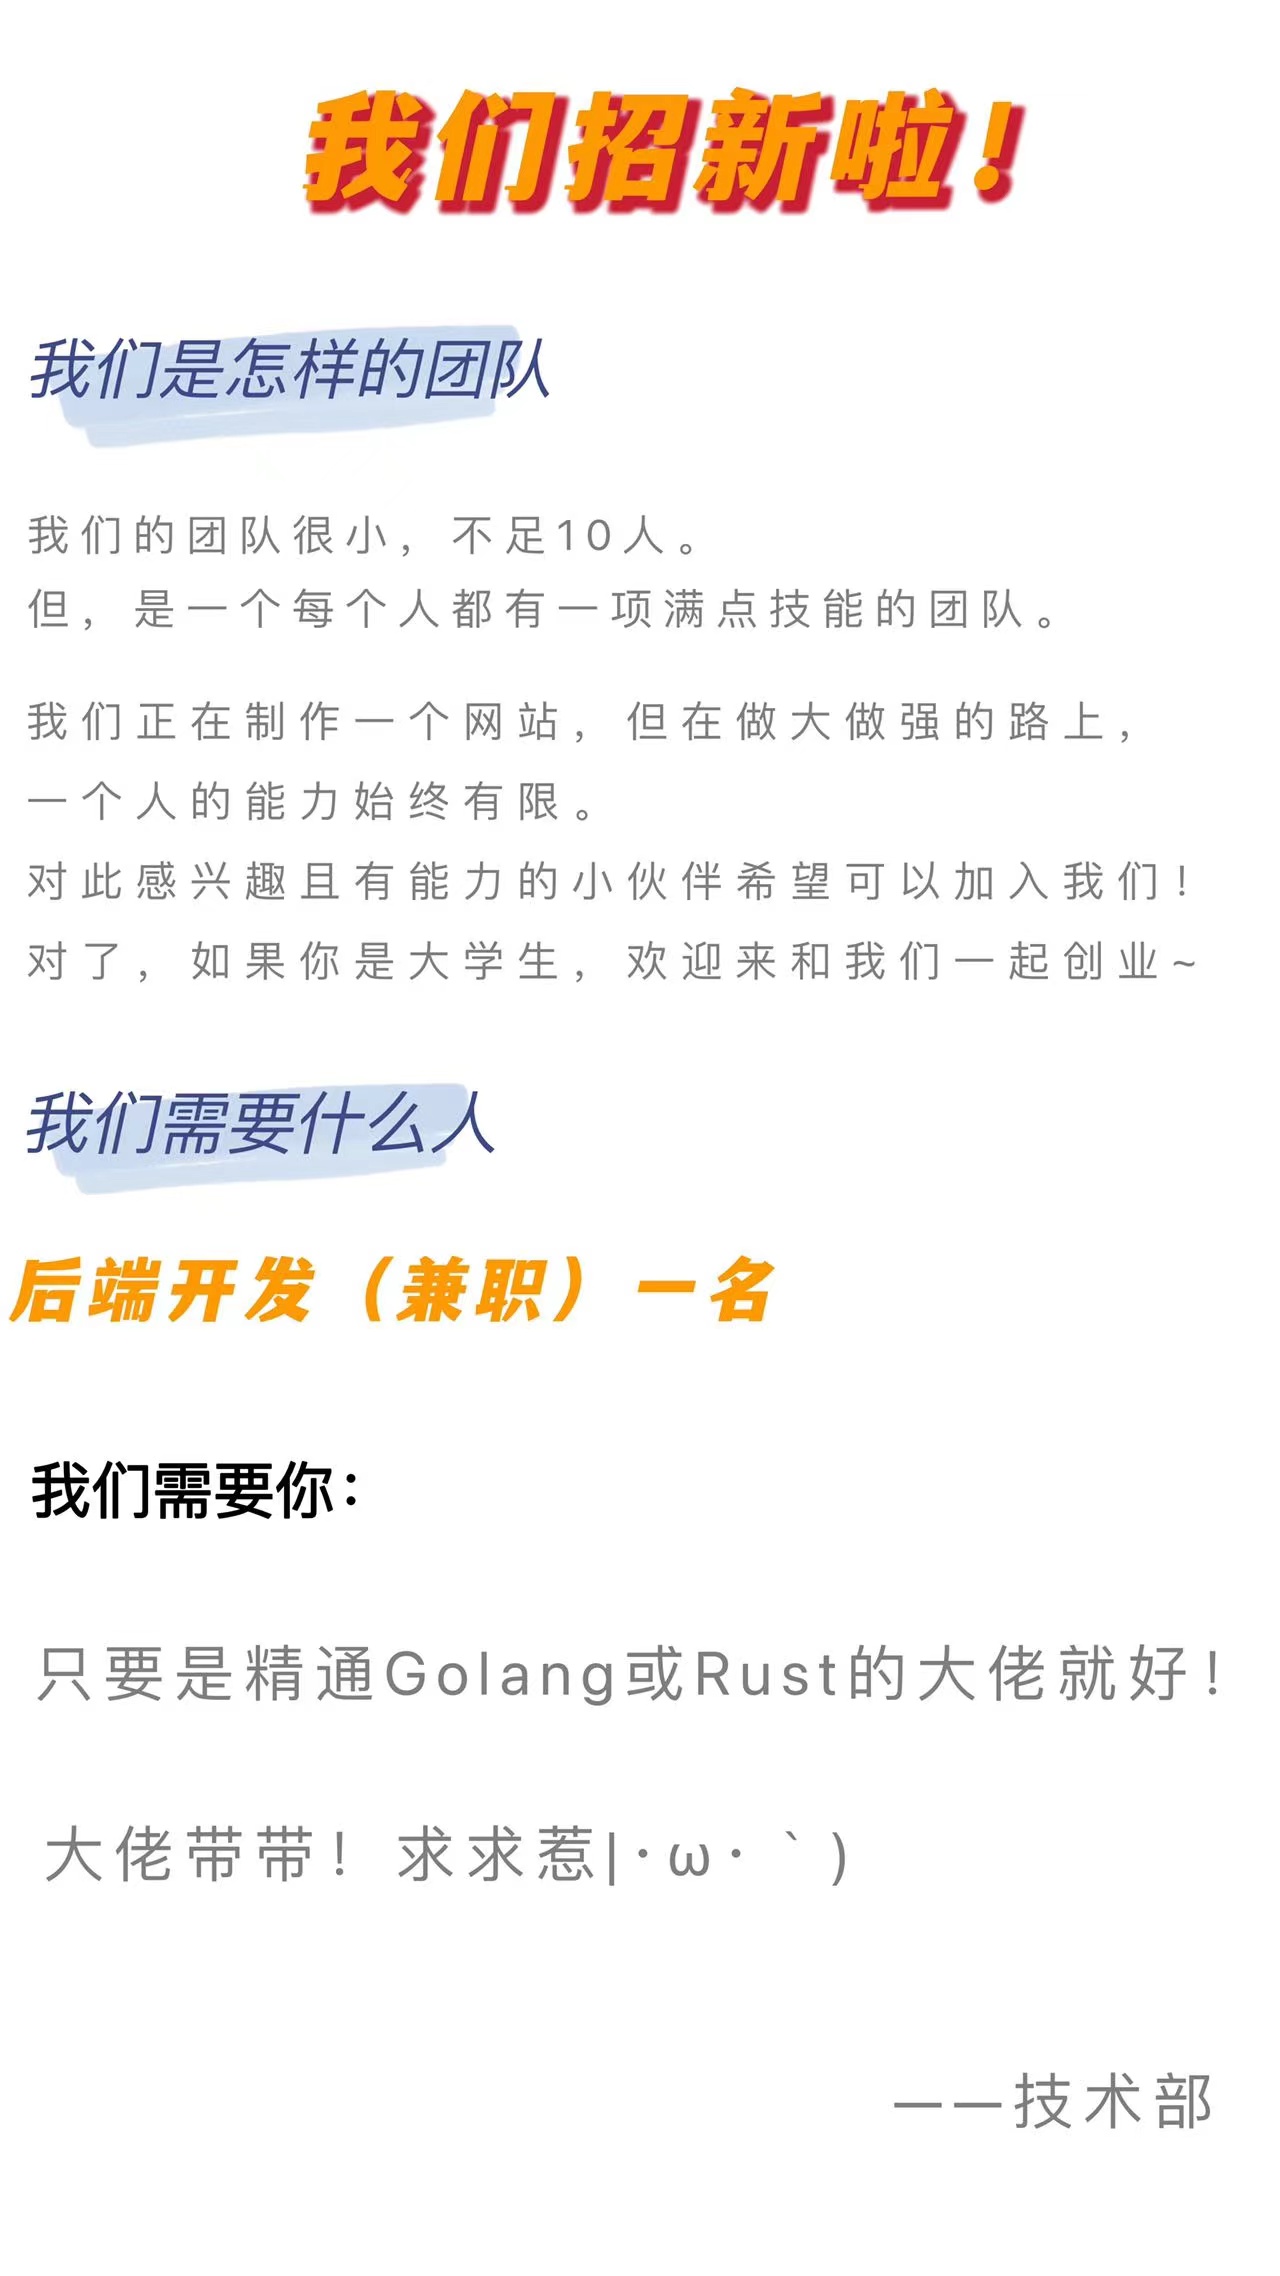 我们招新啦！
我们是怎样的团队
我们的团队很小，不足10人。
但，是一个每个人都有一项满点技能的团队。
我们正在制作一个网站，但在做大做强的路上，
一个人的能力始终有限。
对此感兴趣且有能力的小伙伴希望可以加入我们！
对了，如果你是大学生，欢迎来和我们一起创业~
我们需要什么人
后端开发（兼职）一名
我们需要你：
只要是精通Golang或Rust的大佬就好！
大佬带带！求求惹|･ω･｀)
——技术部